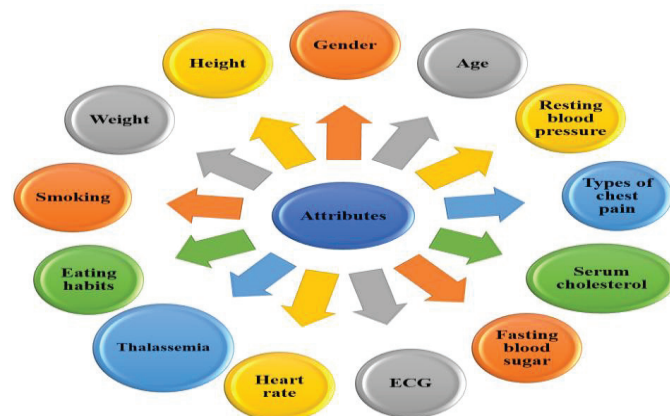 Gender
Age
Resting
blood
pressure
Types of
chest
pain
Serum
cholesterol
Fasting
blood
sugar
ECG
Heart
rate
Thalassemia
Eating
habits
Smoking
Weight
Height
Attributes